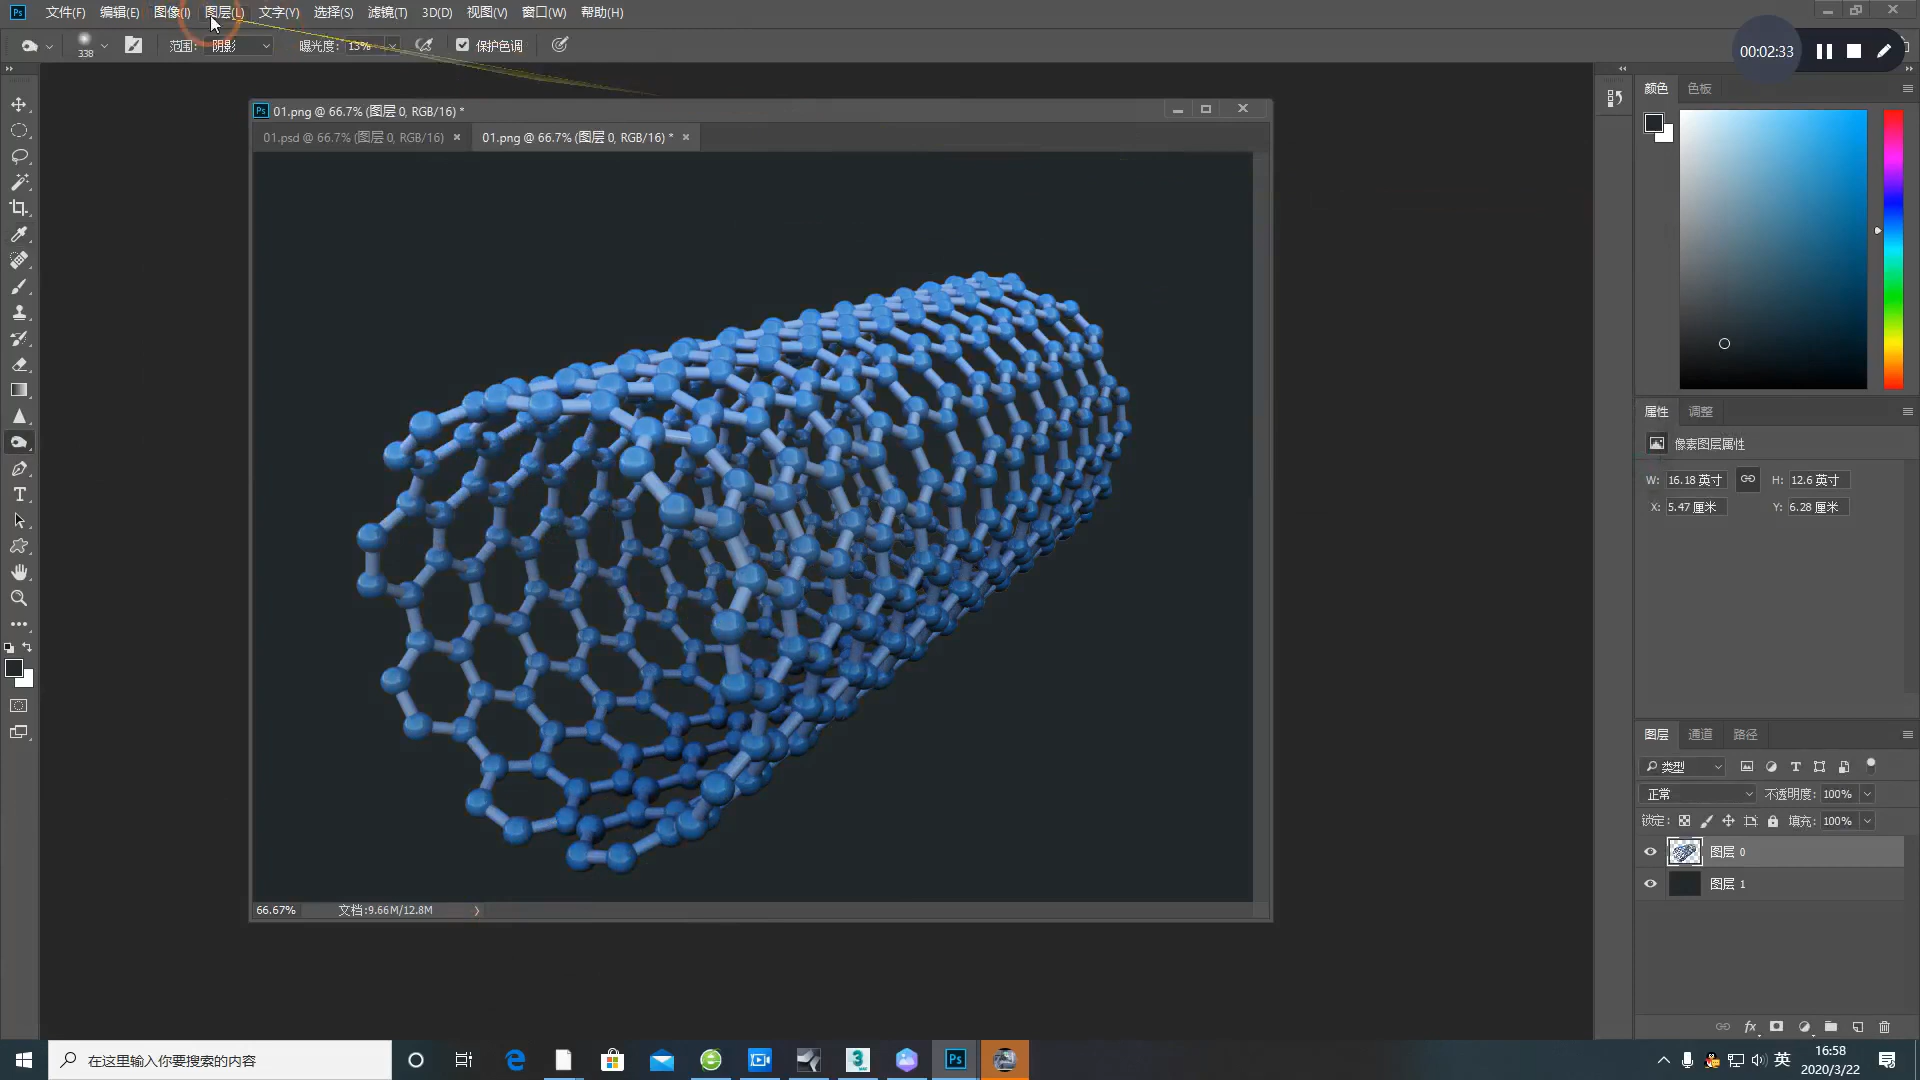 Ps 文件(F) 编辑(E) 图像(I) 图层(L) 文字(Y) 选择(S) 滤镜(T) 3D(D) 视图(V) 窗口(W) 帮助(H)
338 范围: 阴影 曝光度: 13% 保护色调
00:02:33
Ps 01.png @ 66.7% (图层 0, RGB/16) *
01.psd @ 66.7% (图层 0, RGB/16) 01.png @ 66.7% (图层 0, RGB/16) *
66.67% 文档:9.66M/12.8M
颜色 色板
属性 调整
像素图层属性
W: 16.18 英寸 H: 12.6 英寸
X: 5.47 厘米 Y: 6.28 厘米
图层 通道 路径
类型
正常 不透明度: 100%
锁定: 填充: 100%
图层 0
图层 1
fx
在这里输入你要搜索的内容
3
Ps
英
16:58
2020/3/22